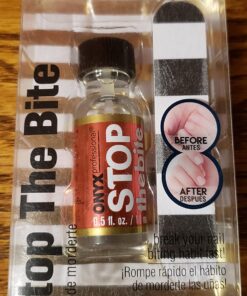 top The Bite
de morderte
ONYX
professional
STOP
the bite
0.5 fl. oz. /
BEFORE
ANTES
AFTER
DESPUÉS
break your nail
biting habit fast!
¡Rompe rápido el hábito
de morderte las uñas!